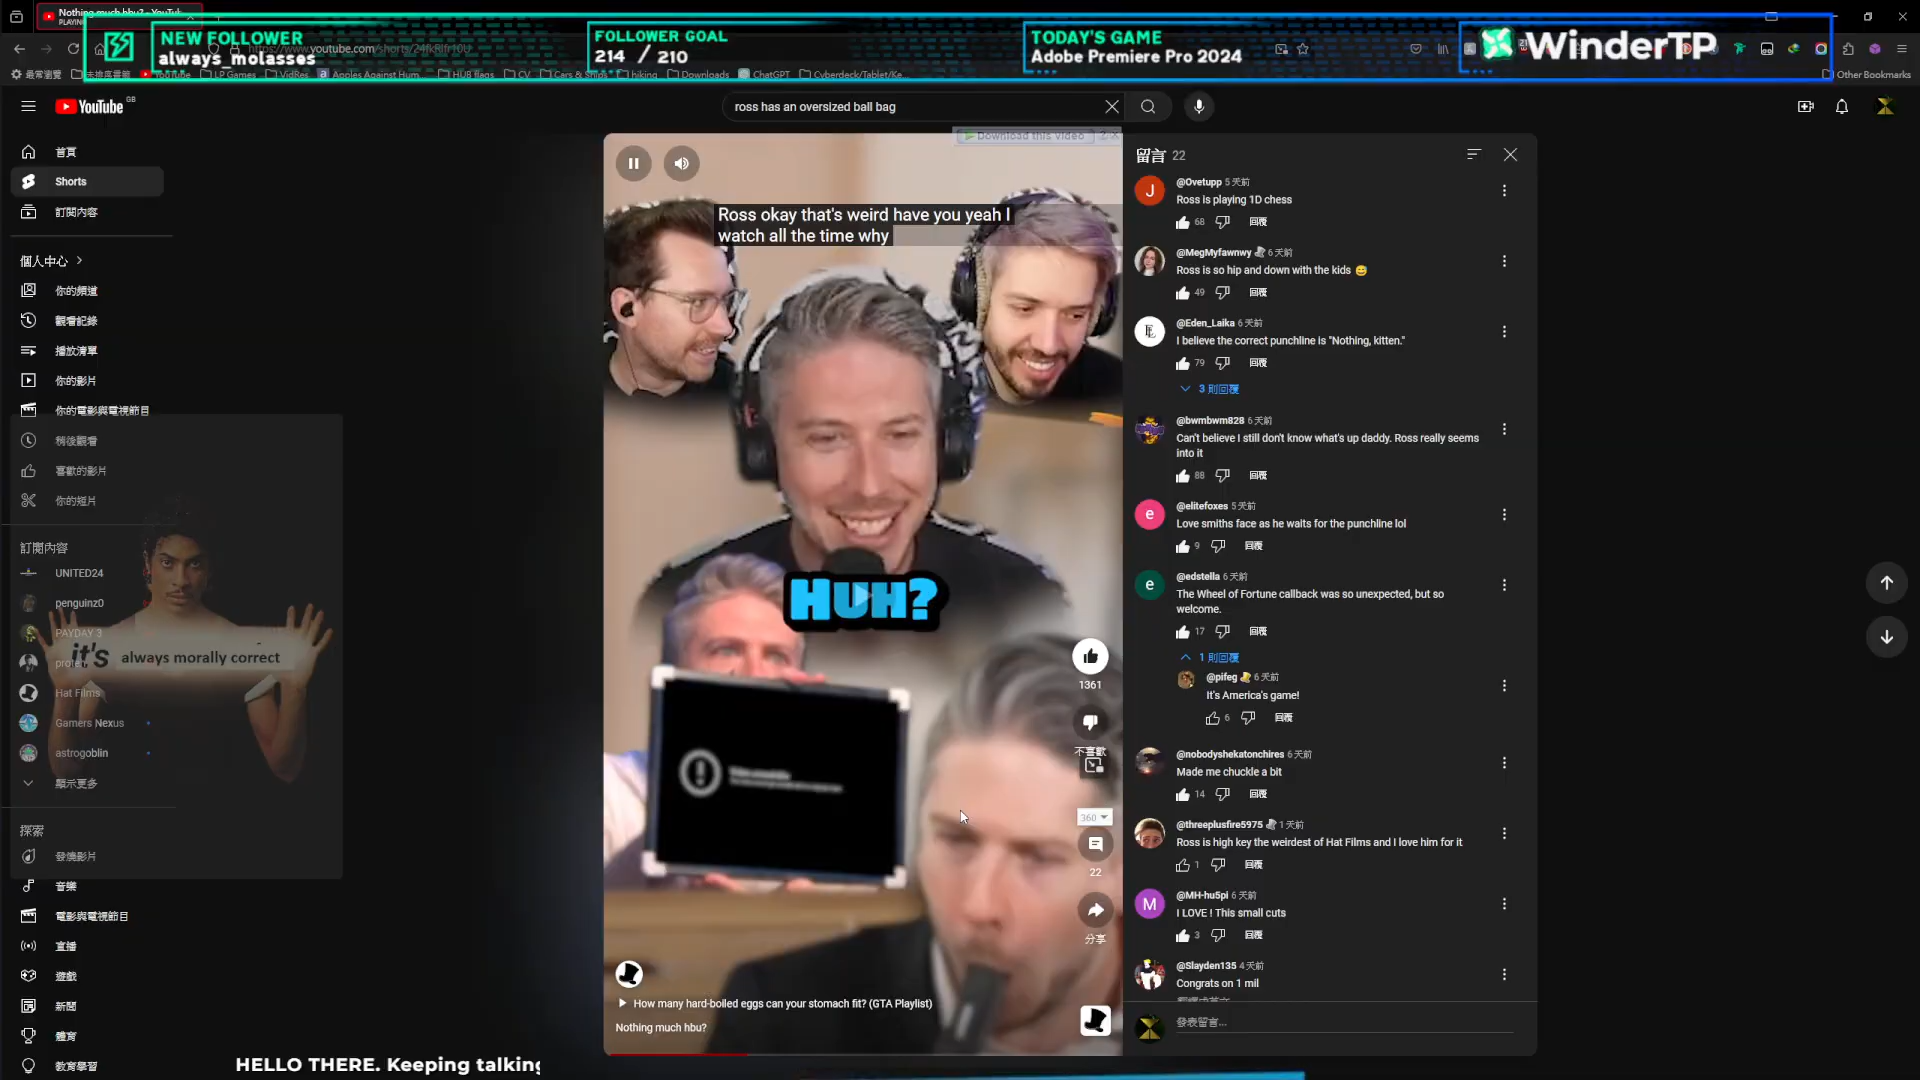 Nothing much hbu? - YouTu
PLAYING
NEW FOLLOWER
always_molasses
FOLLOWER GOAL
214 / 210
TODAY'S GAME
Adobe Premiere Pro 2024
WinderTP
https://www.youtube.com/shorts/
最常瀏覽
YouTube
LP Games
VidRes
Apples Against Hum
HUB flags
CV
Cars & Ships
hiking
Downloads
ChatGPT
Cyberdeck/Tablet/Ke
Other Bookmarks
YouTube GB
ross has an oversized ball bag
首頁
Shorts
訂閱內容
個人中心
你的頻道
觀看記錄
播放清單
你的影片
你的電影與電視節目
稍後觀看
喜歡的影片
你的短片
訂閱內容
UNITED24
penguinz0
PAYDAY 3
it's always morally correct
Hat Films
Gamers Nexus
astrogoblin
顯示更多
探索
發燒影片
音樂
電影與電視節目
直播
遊戲
新聞
體育
教育學習
HELLO THERE. Keeping talking
Download this video
Ross okay that's weird have you yeah I
watch all the time why
HUH?
1361
不喜歡
360
22
分享
How many hard-boiled eggs can your stomach fit? (GTA Playlist)
Nothing much hbu?
留言 22
@Ovetupp 5 天前
Ross is playing 1D chess
68 回覆
@MegMyfawnwy 6 天前
Ross is so hip and down with the kids 😅
49 回覆
@Eden_Laika 6 天前
I believe the correct punchline is "Nothing, kitten."
79 回覆
3 則回覆
@bwmbwm828 6 天前
Can't believe I still don't know what's up daddy. Ross really seems
into it
88 回覆
@elitefoxes 5 天前
Love smiths face as he waits for the punchline lol
9 回覆
@edstella 6 天前
The Wheel of Fortune callback was so unexpected, but so
welcome.
17 回覆
1 則回覆
@pifeg 6 天前
It's America's game!
6 回覆
@nobodyshekatonchires 6 天前
Made me chuckle a bit
14 回覆
@threeplusfire5975 1 天前
Ross is high key the weirdest of Hat Films and I love him for it
1 回覆
@MH-hu5pi 6 天前
I LOVE ! This small cuts
3 回覆
@Slayden135 4 天前
Congrats on 1 mil
發表留言...